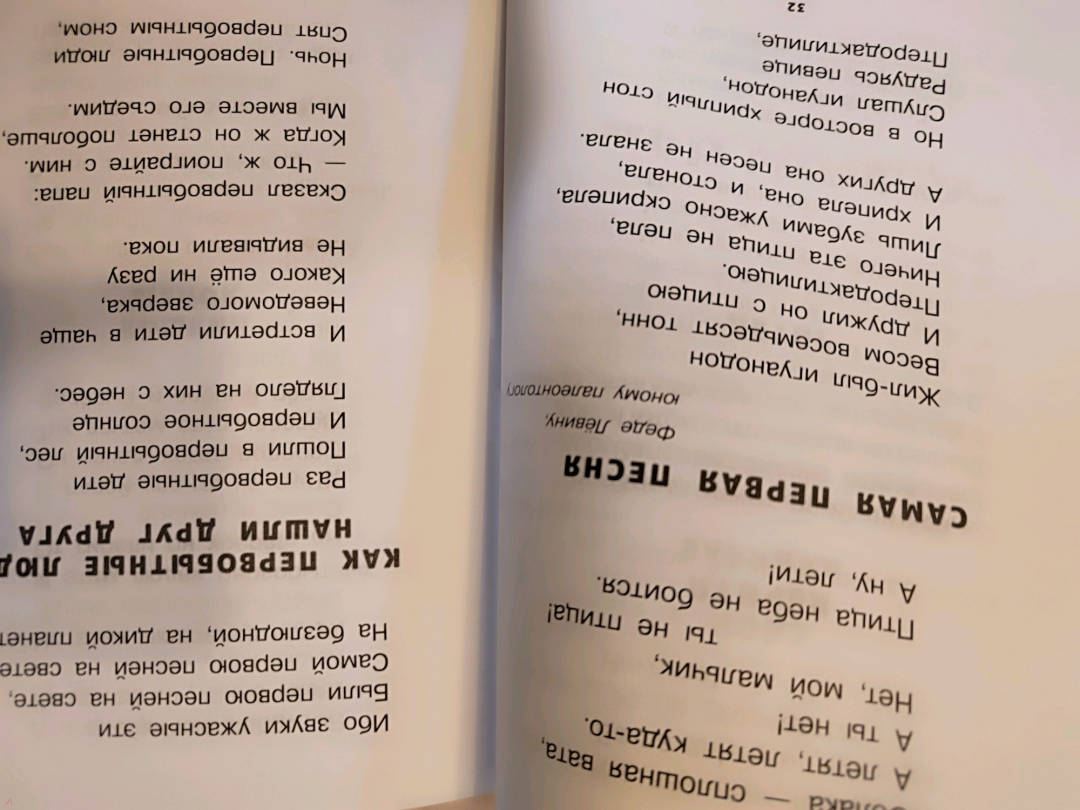 — сплошная вата,
А летят, летят куда-то.
А ты нет!
Нет, мой мальчик,
ты не птица!
Птица неба не боится.
А ну, лети!
САМАЯ ПЕРВАЯ ПЕСНЯ
Феде Лёвину,
юному палеонтологу
Жил-был игуанодон
Весом восемьдесят тонн,
И дружил он с птицею
Птеродактилицею.
Ничего эта птица не пела,
Лишь зубами ужасно скрипела,
И хрипела она, и стонала,
А других она песен не знала.
Но в восторге хриплый стон
Слушал игуанодон,
Радуясь певице
Птеродактилице,
32
Ибо звуки ужасные эти
Были первою песней на свете,
Самой первою песней на свете
На безлюдной, на дикой планет
КАК ПЕРВОБЫТНЫЕ ЛЮД
НАШЛИ ДРУГ ДРУГА
Раз первобытные дети
Пошли в первобытный лес,
И первобытное солнце
Глядело на них с небес.
И встретили дети в чаще
Неведомого зверька,
Какого ещё ни разу
Не видывали пока.
Сказал первобытный папа:
— Что ж, поиграйте с ним.
Когда ж он станет побольше,
Мы вместе его съедим.
Ночь. Первобытные люди
Спят первобытным сном,